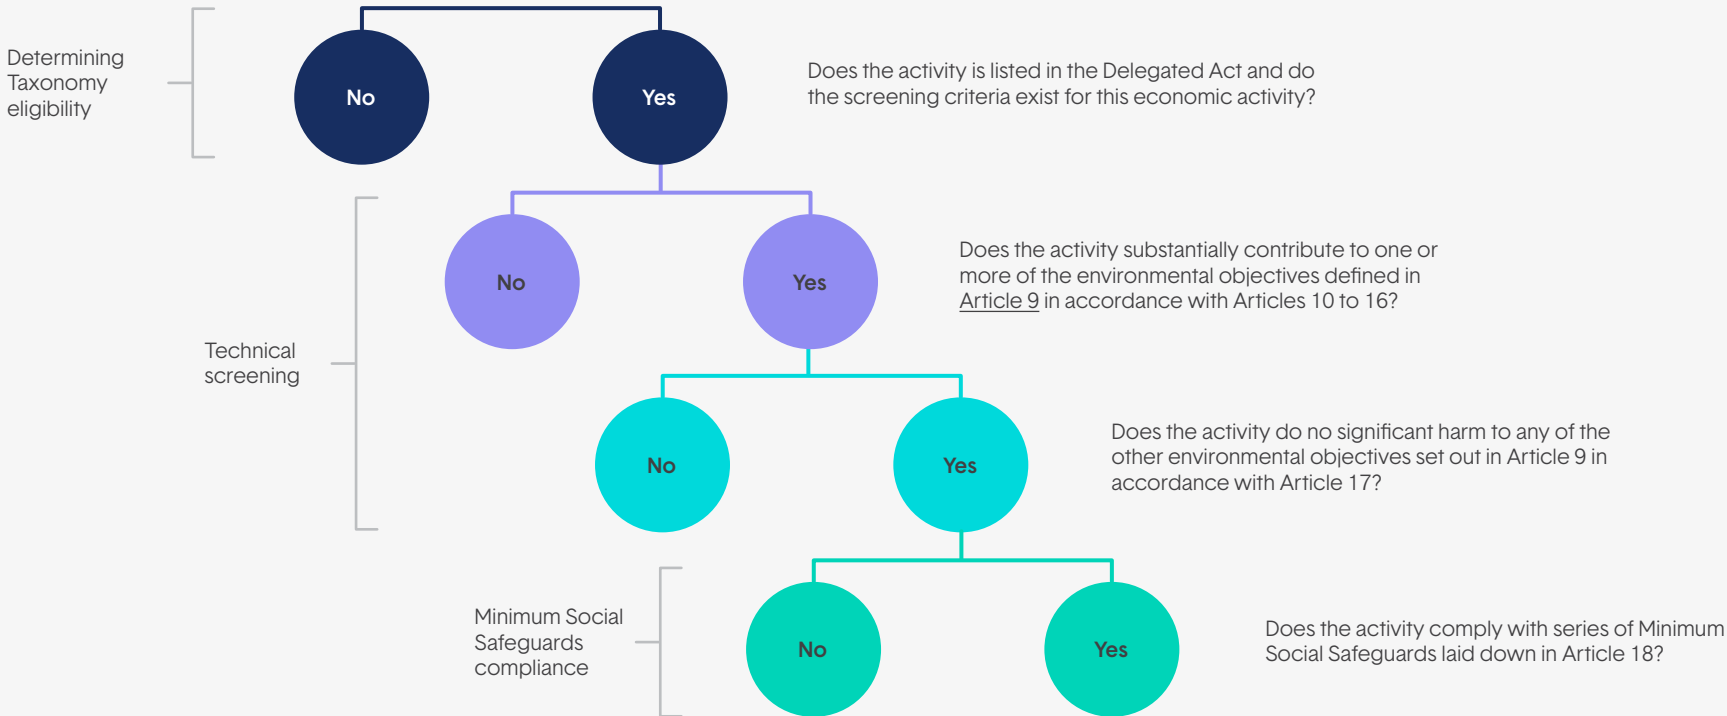 Determining
Taxonomy
eligibility
No
Yes
Does the activity is listed in the Delegated Act and do
the screening criteria exist for this economic activity?
Technical
screening
No
Yes
Does the activity substantially contribute to one or
more of the environmental objectives defined in
Article 9 in accordance with Articles 10 to 16?
No
Yes
Does the activity do no significant harm to any of the
other environmental objectives set out in Article 9 in
accordance with Article 17?
Minimum Social
Safeguards
compliance
No
Yes
Does the activity comply with series of Minimum
Social Safeguards laid down in Article 18?